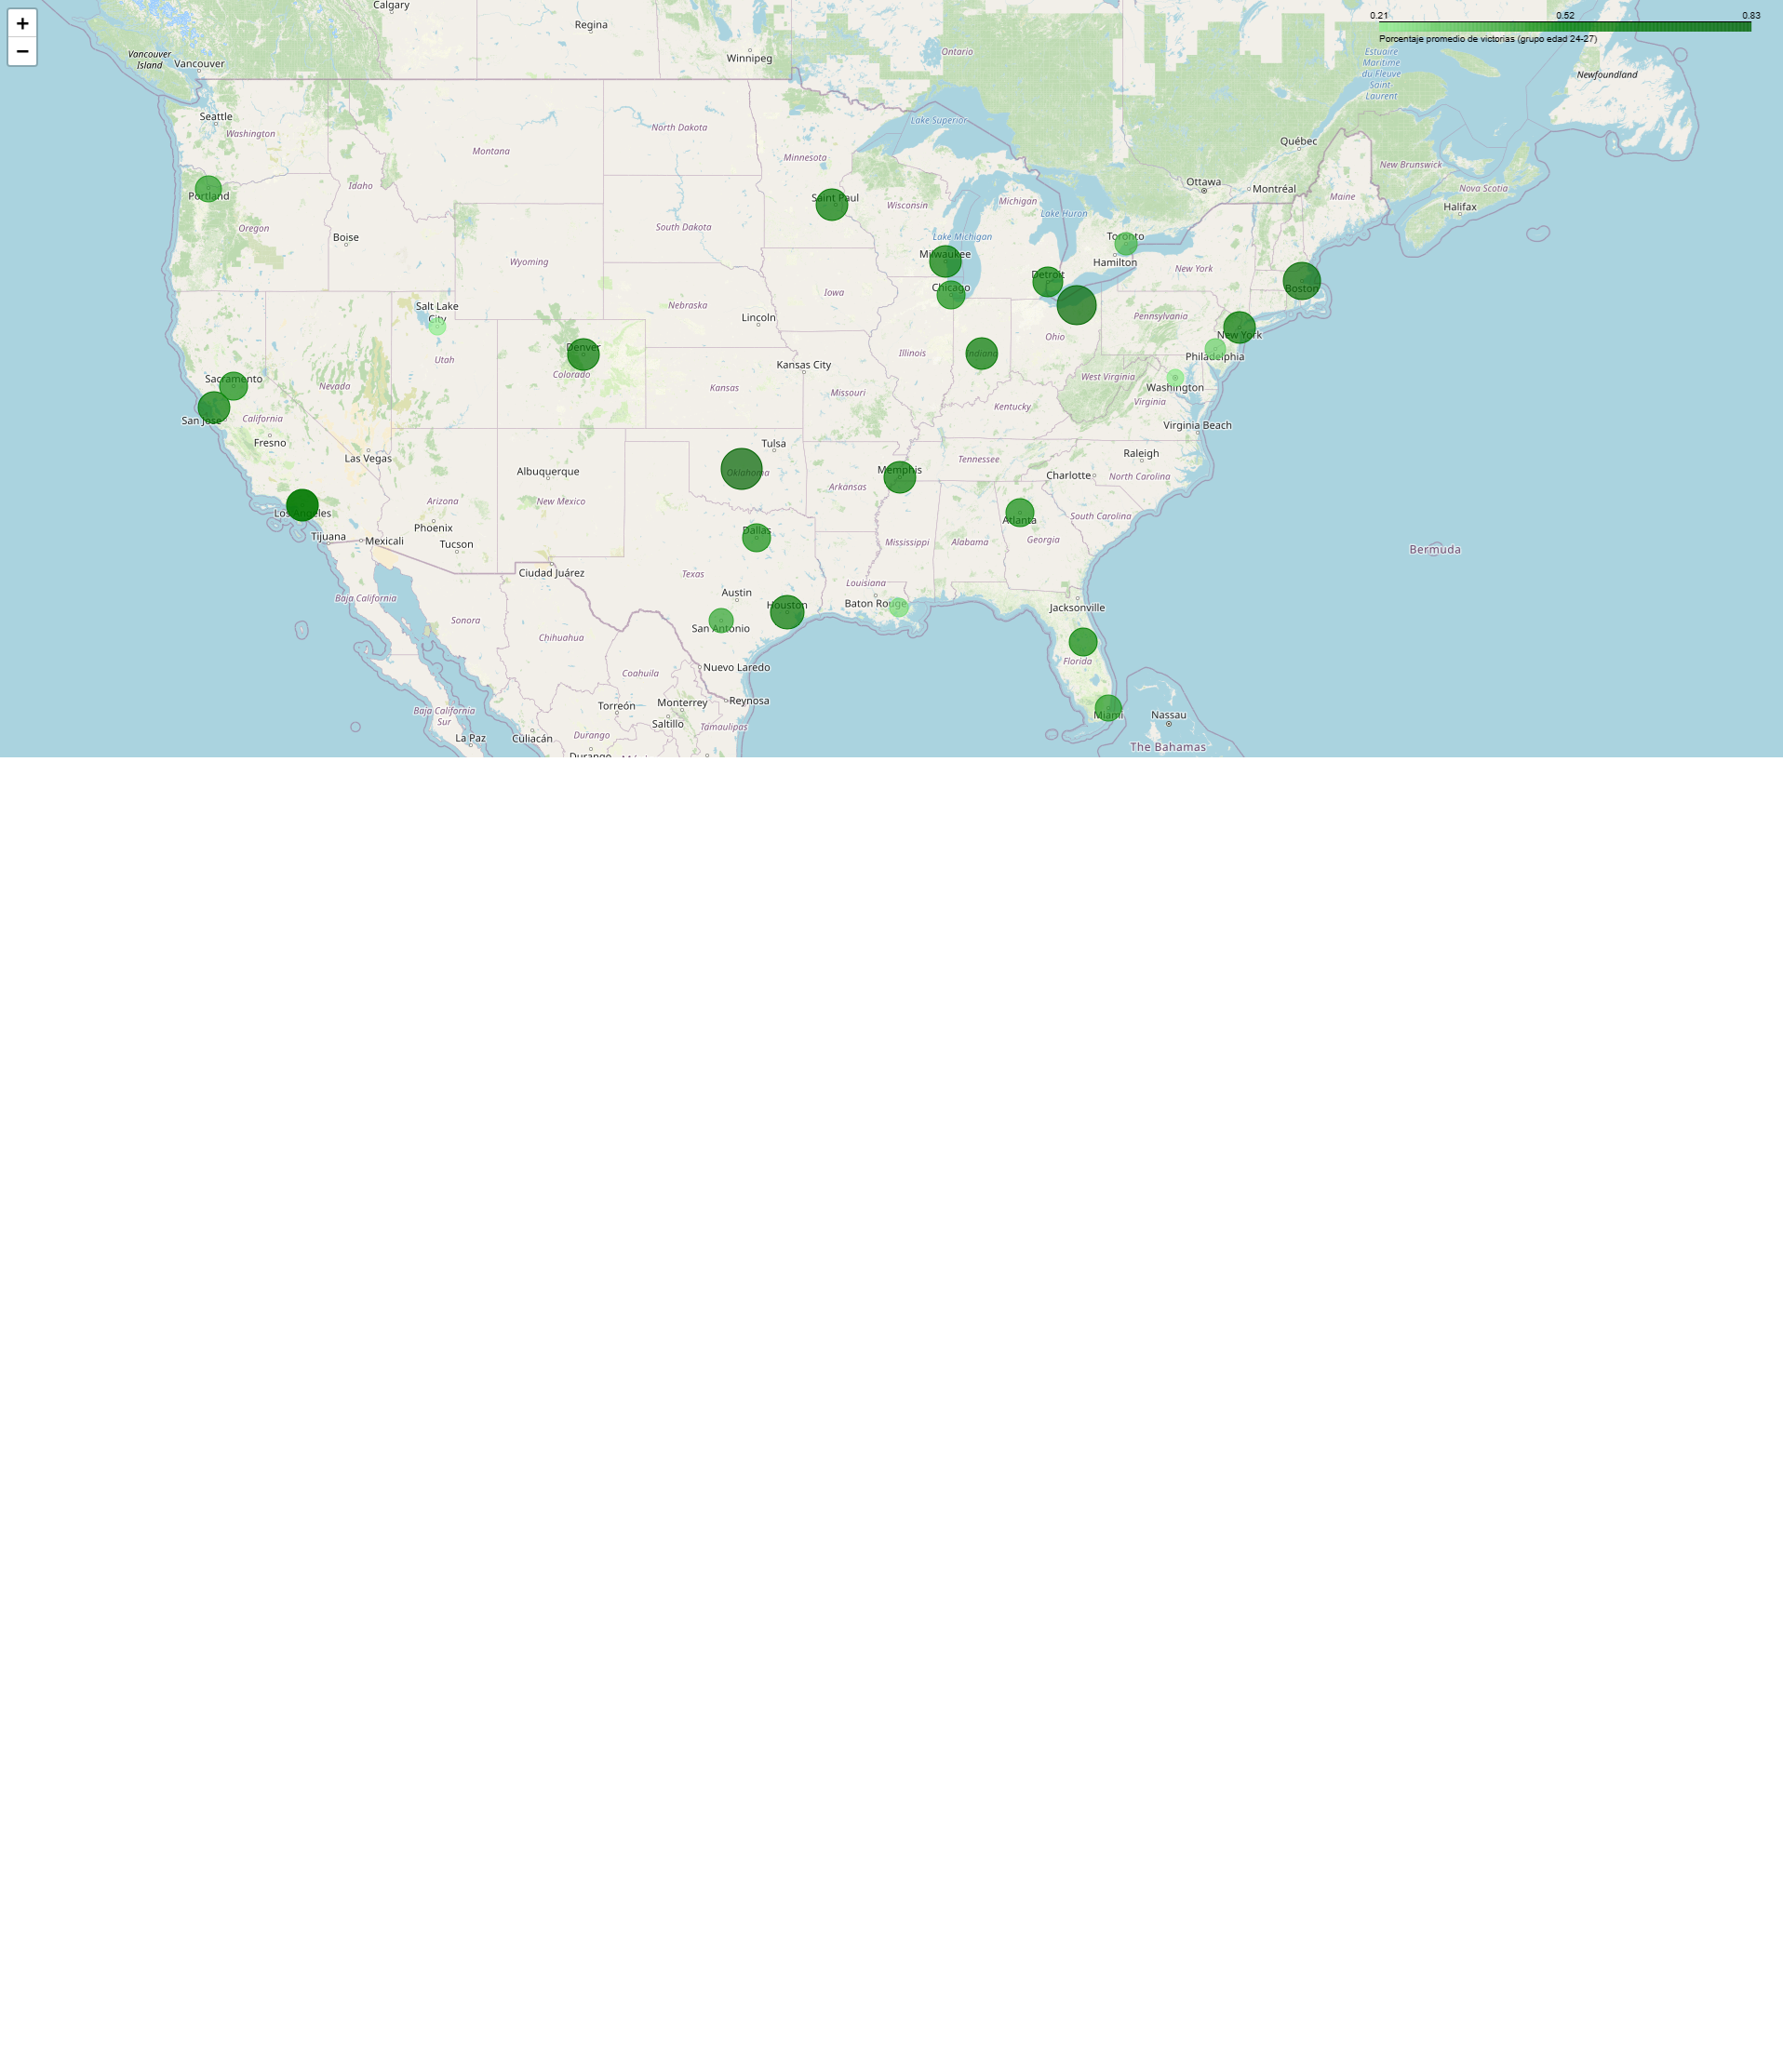 +
−
0.21
0.52
0.83
Porcentaje promedio de victorias (grupo edad 24-27)
Calgary
Regina
Winnipeg
Ontario
Vancouver
Island
Vancouver
Estuaire
Maritime
du Fleuve
Saint
Laurent
Newfoundland
Seattle
Washington
North Dakota
Lake Superior
Québec
Montana
Minnesota
New Brunswick
Idaho
Ottawa
Montréal
Nova Scotia
Portland
Saint Paul
Wisconsin
Michigan
Maine
Halifax
Lake Huron
Oregon
Boise
South Dakota
Lake Michigan
Toronto
Milwaukee
Hamilton
Wyoming
New York
Detroit
Chicago
Boston
Iowa
Salt Lake
City
Nebraska
Lincoln
Pennsylvania
Ohio
New York
Denver
Utah
Illinois
Indiana
Philadelphia
Kansas City
Colorado
Sacramento
Nevada
Kansas
Missouri
West Virginia
Washington
Virginia
Kentucky
San Jose
California
Virginia Beach
Fresno
Tulsa
Las Vegas
Raleigh
Tennessee
Albuquerque
Oklahoma
Memphis
Charlotte
North Carolina
Arkansas
Arizona
New Mexico
Los Angeles
South Carolina
Atlanta
Phoenix
Dallas
Tijuana
Mexicali
Tucson
Mississippi
Alabama
Georgia
Bermuda
Ciudad Juárez
Texas
Louisiana
Baja California
Austin
Houston
Baton Rouge
Jacksonville
Sonora
San Antonio
Chihuahua
Nuevo Laredo
Florida
Coahuila
Torreón
Monterrey
Reynosa
Baja California
Sur
Saltillo
Tamaulipas
Miami
Nassau
La Paz
Culiacán
Durango
The Bahamas
Durango